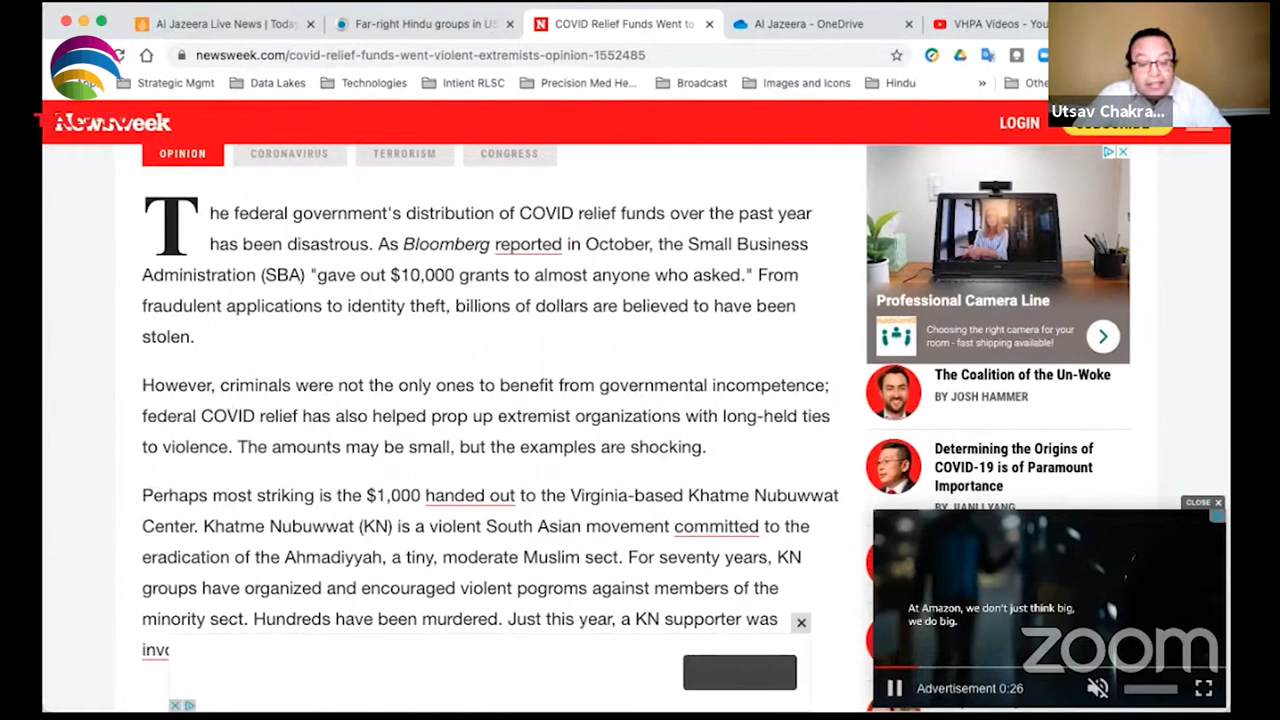 Al Jazeera Live News | Today
Far-right Hindu groups in US
COVID Relief Funds Went to
Al Jazeera - OneDrive
VHPA Videos - You
newsweek.com/covid-relief-funds-went-violent-extremists-opinion-1552485
Strategic Mgmt
Data Lakes
Technologies
Intient RLSC
Precision Med He...
Broadcast
Images and Icons
Hindu
»
Othe
Utsav Chakra...
Newsweek
LOGIN
OPINION
CORONAVIRUS
TERRORISM
CONGRESS
The federal government's distribution of COVID relief funds over the past year
has been disastrous. As Bloomberg reported in October, the Small Business
Administration (SBA) "gave out $10,000 grants to almost anyone who asked." From
fraudulent applications to identity theft, billions of dollars are believed to have been
stolen.
However, criminals were not the only ones to benefit from governmental incompetence;
federal COVID relief has also helped prop up extremist organizations with long-held ties
to violence. The amounts may be small, but the examples are shocking.
Perhaps most striking is the $1,000 handed out to the Virginia-based Khatme Nubuwwat
Center. Khatme Nubuwwat (KN) is a violent South Asian movement committed to the
eradication of the Ahmadiyyah, a tiny, moderate Muslim sect. For seventy years, KN
groups have organized and encouraged violent pogroms against members of the
minority sect. Hundreds have been murdered. Just this year, a KN supporter was
invo
Professional Camera Line
Choosing the right camera for your
room - fast shipping available!
The Coalition of the Un-Woke
BY JOSH HAMMER
Determining the Origins of
COVID-19 is of Paramount
Importance
BY JIANLI YANG
CLOSE X
At Amazon, we don't just think big,
we do big.
zoom
Advertisement 0:26